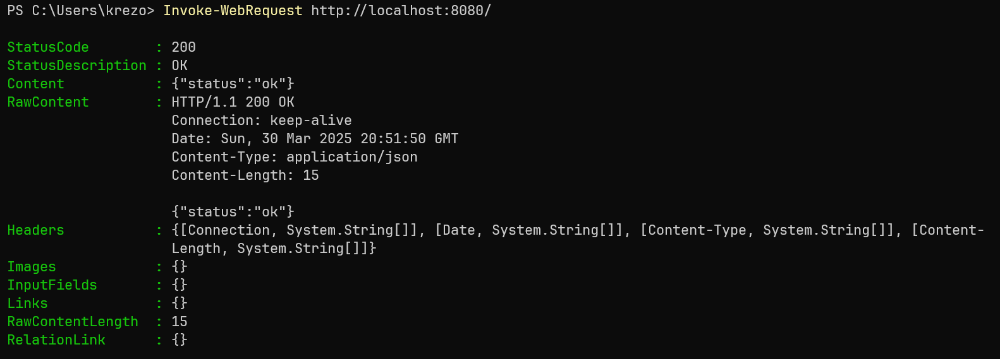 PS C:\Users\krezo> Invoke-WebRequest http://localhost:8080/
StatusCode        : 200
StatusDescription : OK
Content           : {"status":"ok"}
RawContent        : HTTP/1.1 200 OK
                    Connection: keep-alive
                    Date: Sun, 30 Mar 2025 20:51:50 GMT
                    Content-Type: application/json
                    Content-Length: 15

                    {"status":"ok"}
Headers           : {[Connection, System.String[]], [Date, System.String[]], [Content-Type, System.String[]], [Content-
                    Length, System.String[]]}
Images            : {}
InputFields       : {}
Links             : {}
RawContentLength  : 15
RelationLink      : {}